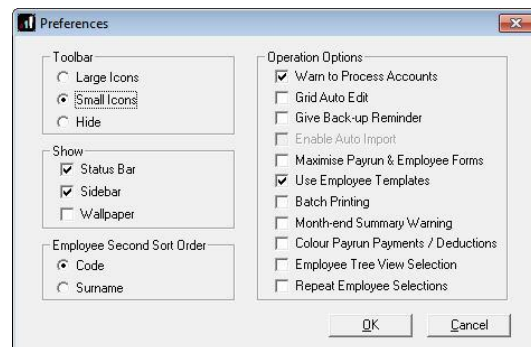 Preferences
Toolbar
Large Icons
Small Icons
Hide
Show
Status Bar
Sidebar
Wallpaper
Employee Second Sort Order
Code
Surname
Operation Options
Warn to Process Accounts
Grid Auto Edit
Give Back-up Reminder
Enable Auto Import
Maximise Payrun & Employee Forms
Use Employee Templates
Batch Printing
Month-end Summary Warning
Colour Payrun Payments / Deductions
Employee Tree View Selection
Repeat Employee Selections
OK Cancel